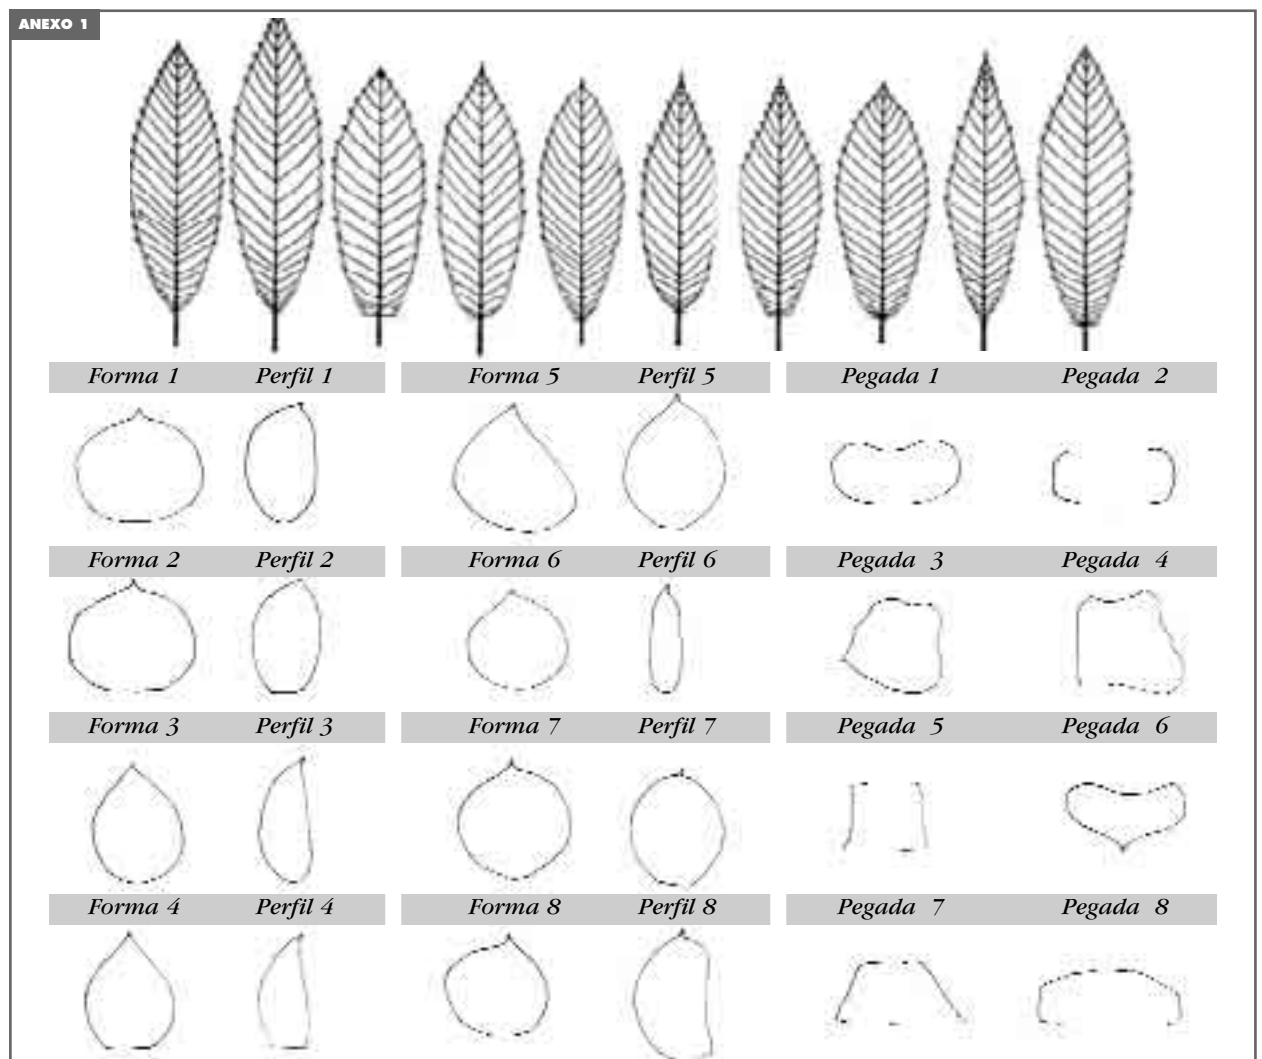 ANEXO 1
Forma 1 Perfil 1 Forma 5 Perfil 5 Pegada 1 Pegada 2
Forma 2 Perfil 2 Forma 6 Perfil 6 Pegada 3 Pegada 4
Forma 3 Perfil 3 Forma 7 Perfil 7 Pegada 5 Pegada 6
Forma 4 Perfil 4 Forma 8 Perfil 8 Pegada 7 Pegada 8